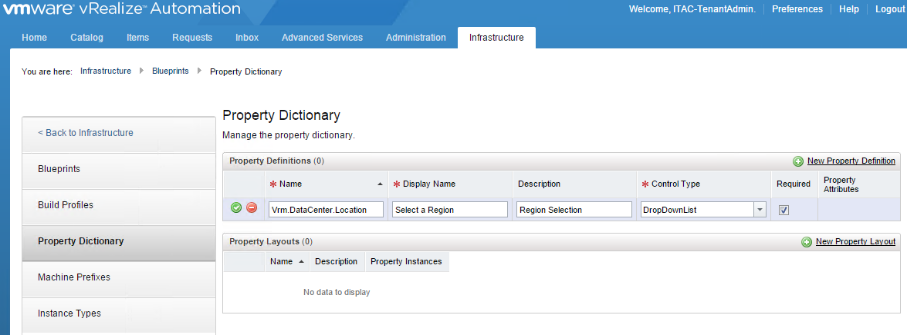 vmware® vRealize™ Automation
Welcome, ITAC-TenantAdmin. Preferences Help Logout
Home Catalog Items Requests Inbox Advanced Services Administration Infrastructure
You are here: Infrastructure Blueprints Property Dictionary
Property Dictionary
Manage the property dictionary.
< Back to Infrastructure
Blueprints
Build Profiles
Property Dictionary
Machine Prefixes
Instance Types
Property Definitions (0) New Property Definition
* Name * Display Name Description * Control Type Required Property Attributes
Vrm.DataCenter.Location Select a Region Region Selection DropDownList
Property Layouts (0) New Property Layout
Name Description Property Instances
No data to display